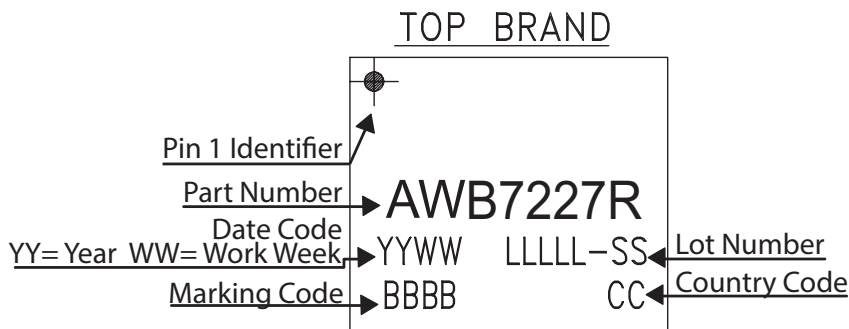 TOP BRAND
Pin 1 Identifier
Part Number
AWB7227R
Date Code
YY= Year WW= Work Week
YYWW
LLLLL-SS
Lot Number
Marking Code
BBBB
CC
Country Code